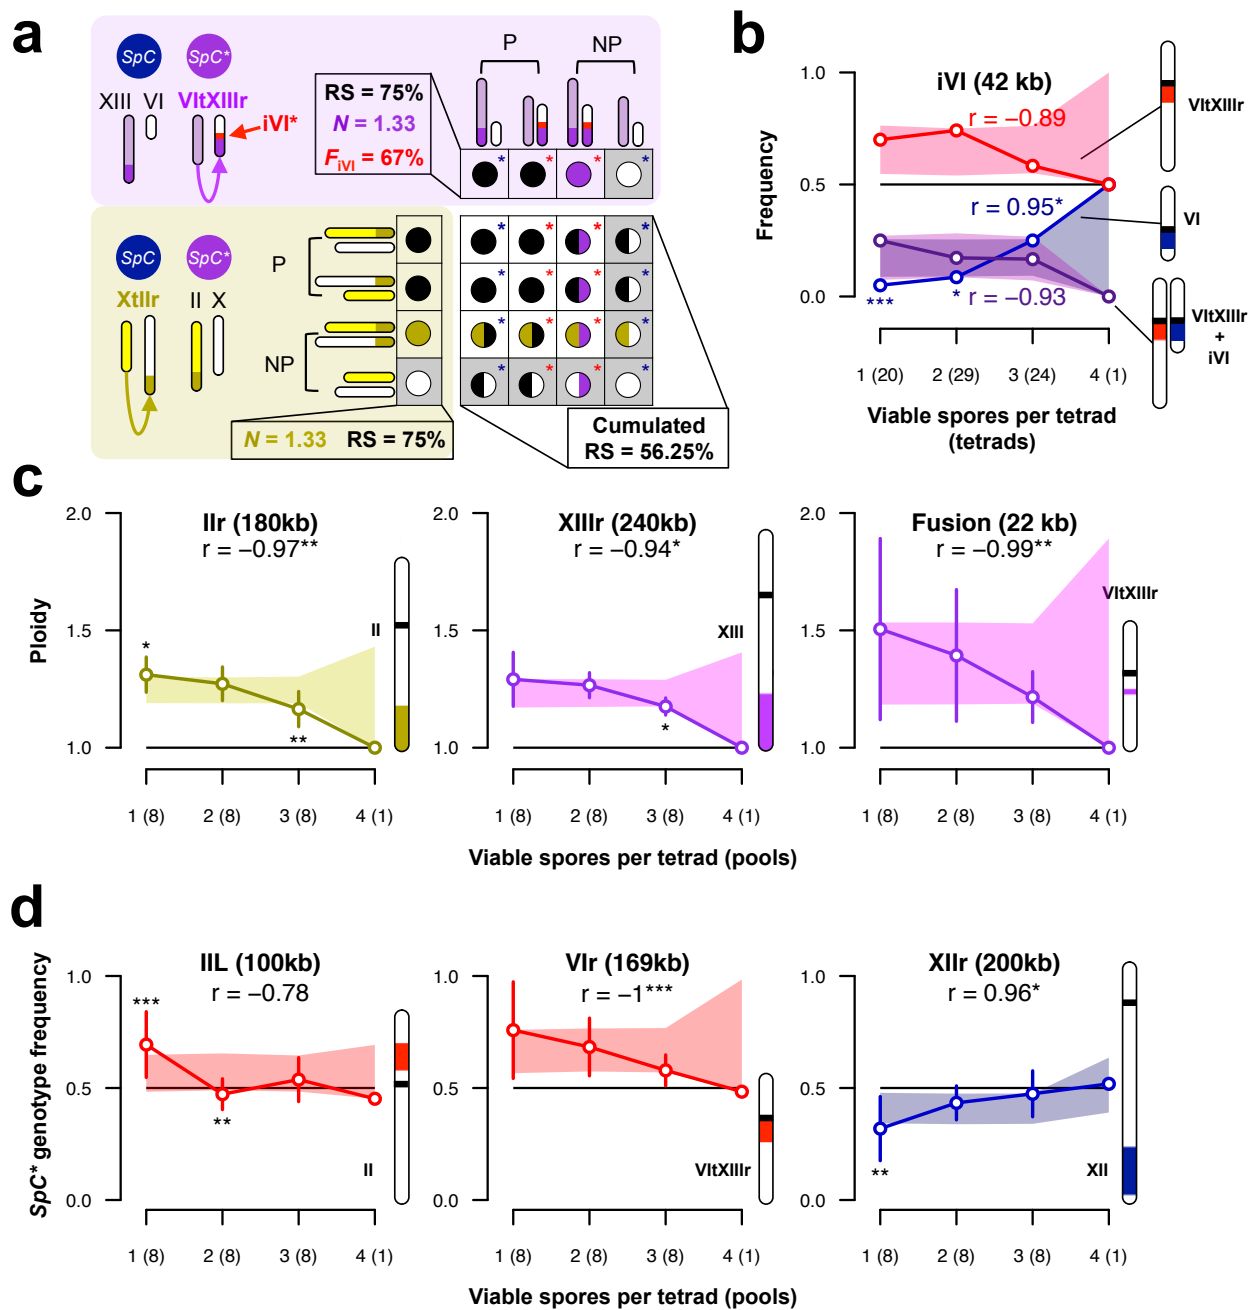 a
SpC
SpC*
XIII
VI
VItXIIIr
iVI*
RS = 75%
N = 1.33
FiVI = 67%
P
NP
* * * *
SpC
SpC*
XtIIr
II X
P
NP
* * * *
* * * *
* * * *
* * * *
N = 1.33 RS = 75%
Cumulated
RS = 56.25%
b
iVI (42 kb)
Frequency
1.0
0.5
0.0
r = −0.89
r = 0.95*
r = −0.93
***
*
VItXIIIr
VI
VItXIIIr
+
iVI
1 (20) 2 (29) 3 (24) 4 (1)
Viable spores per tetrad
(tetrads)
c
IIr (180kb)
r = −0.97**
Ploidy
2.0
1.5
1.0
*
**
II
1 (8) 2 (8) 3 (8) 4 (1)
XIIIr (240kb)
r = −0.94*
2.0
1.5
1.0
*
XIII
1 (8) 2 (8) 3 (8) 4 (1)
Fusion (22 kb)
r = −0.99**
2.0
1.5
1.0
VItXIIIr
1 (8) 2 (8) 3 (8) 4 (1)
Viable spores per tetrad (pools)
d
IIL (100kb)
r = −0.78
SpC* genotype frequency
1.0
0.5
0.0
***
**
II
1 (8) 2 (8) 3 (8) 4 (1)
VIr (169kb)
r = −1***
1.0
0.5
0.0
VItXIIIr
1 (8) 2 (8) 3 (8) 4 (1)
XIIr (200kb)
r = 0.96*
1.0
0.5
0.0
**
XII
1 (8) 2 (8) 3 (8) 4 (1)
Viable spores per tetrad (pools)